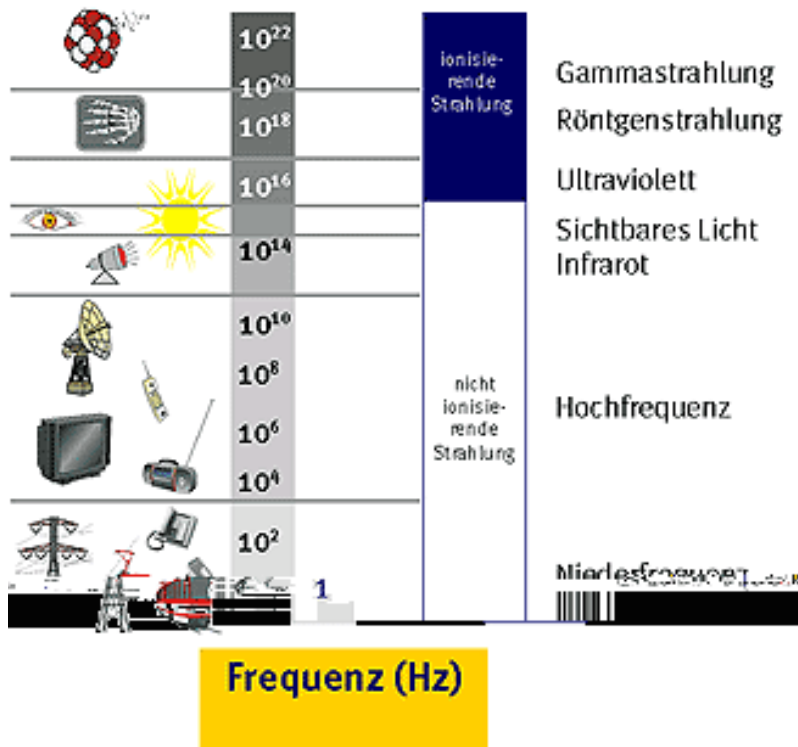 10²²
ionisie-
rende
Strahlung
Gammastrahlung
10²⁰
10¹⁸
Röntgenstrahlung
10¹⁶
Ultraviolett
Sichtbares Licht
10¹⁴
Infrarot
10¹⁰
10⁸
nicht
ionisie-
rende
Strahlung
Hochfrequenz
10⁶
10⁴
10²
1
Frequenz (Hz)